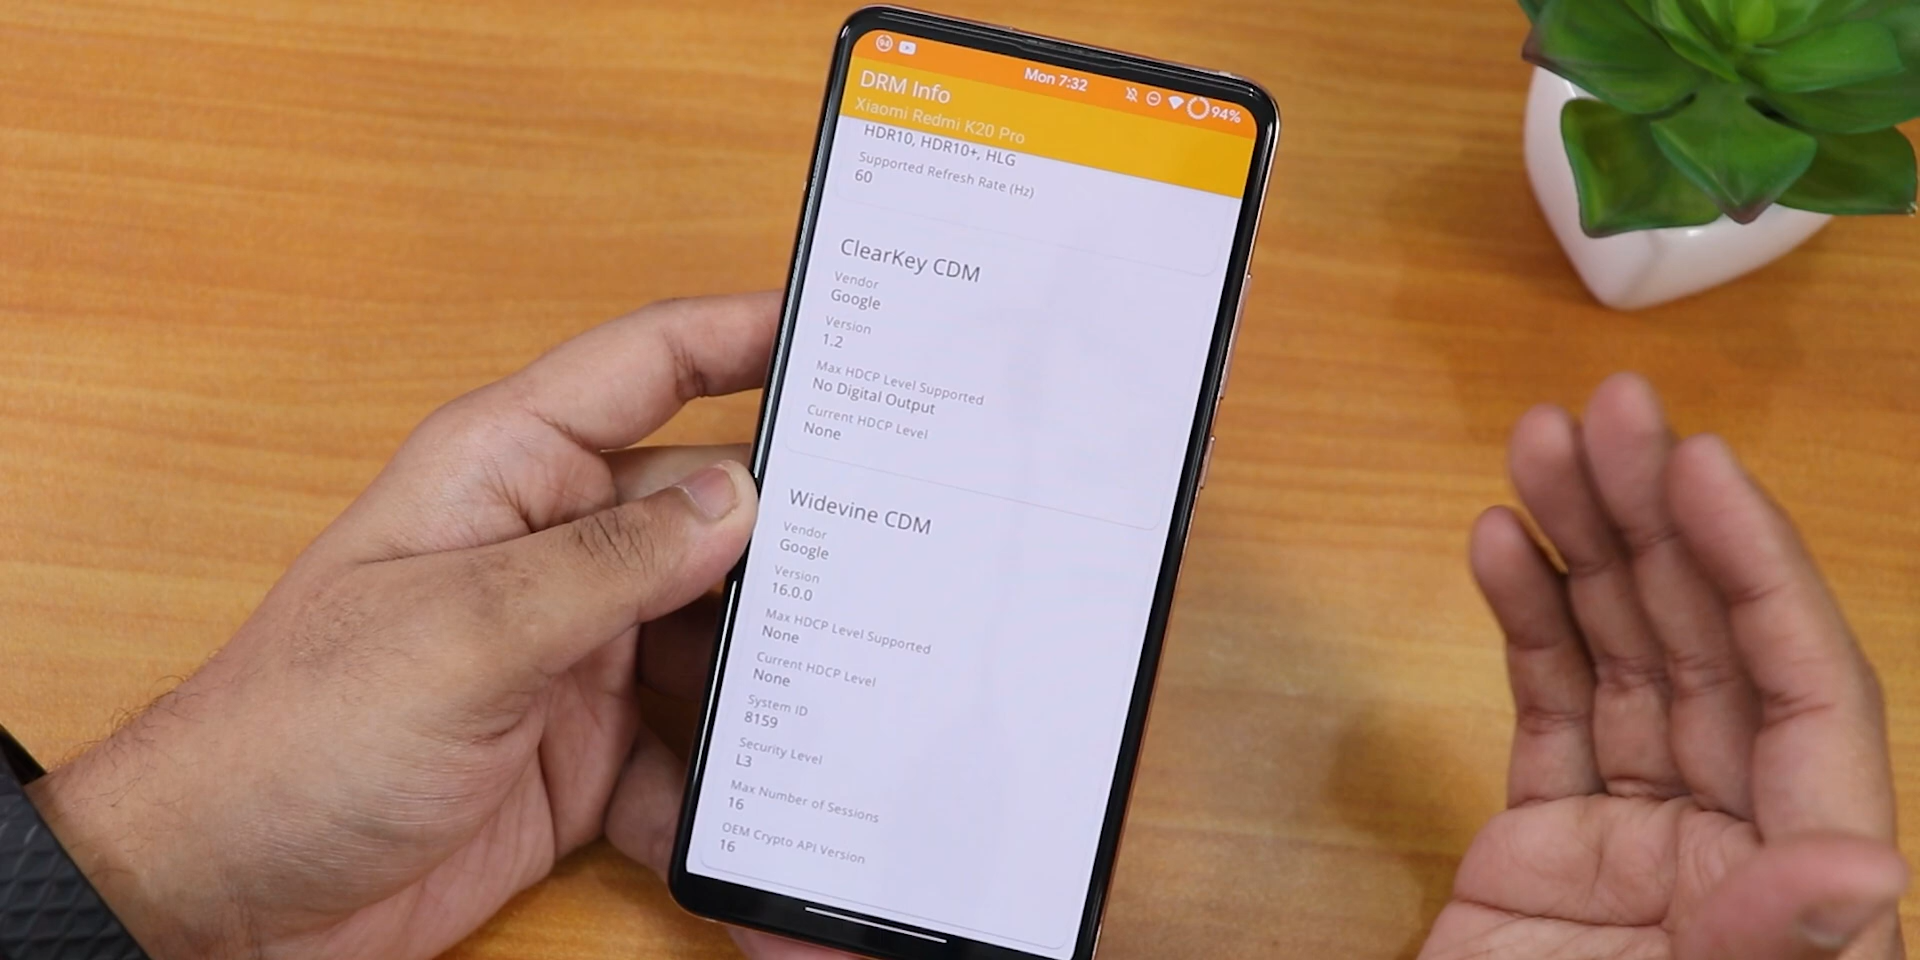 94
Mon 7:32
94%
DRM Info
Xiaomi Redmi K20 Pro
HDR10, HDR10+, HLG
Supported Refresh Rate (Hz)
60
ClearKey CDM
Vendor
Google
Version
1.2
Max HDCP Level Supported
No Digital Output
Current HDCP Level
None
Widevine CDM
Vendor
Google
Version
16.0.0
Max HDCP Level Supported
None
Current HDCP Level
None
System ID
8159
Security Level
L3
Max Number of Sessions
16
OEM Crypto API Version
16